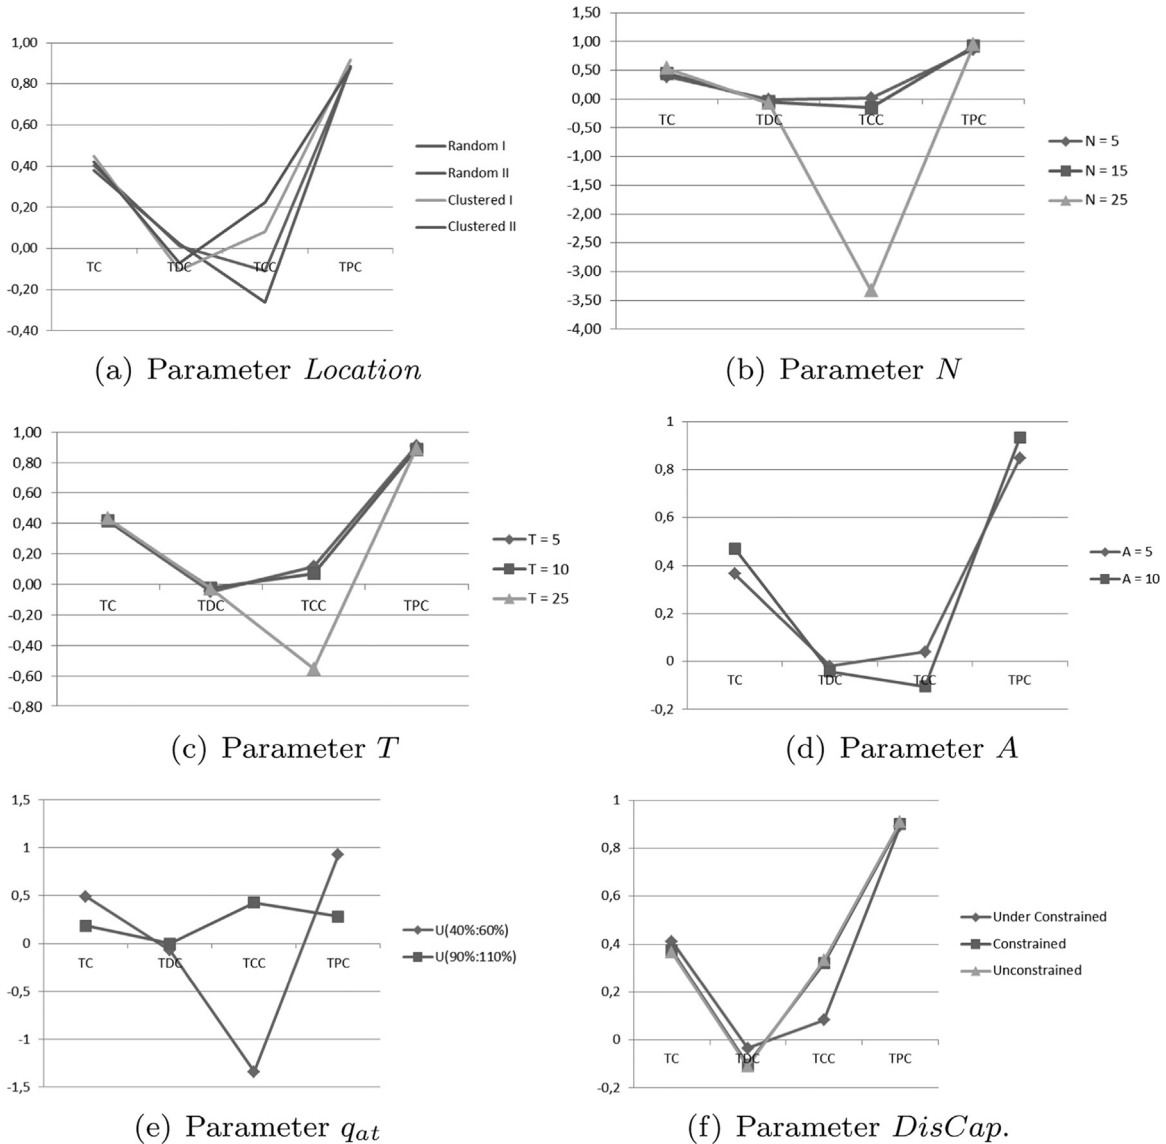 1,00
0,80
0,60
0,40
0,20
0,00
-0,20
-0,40
TC TDC TCC TPC
Random I
Random II
Clustered I
Clustered II
(a) Parameter Location
1,50
1,00
0,50
0,00
-0,50
-1,00
-1,50
-2,00
-2,50
-3,00
-3,50
-4,00
TC TDC TCC TPC
N = 5
N = 15
N = 25
(b) Parameter N
1,00
0,80
0,60
0,40
0,20
0,00
-0,20
-0,40
-0,60
-0,80
TC TDC TCC TPC
T = 5
T = 10
T = 25
(c) Parameter T
1
0,8
0,6
0,4
0,2
0
-0,2
TC TDC TCC TPC
A = 5
A = 10
(d) Parameter A
1,5
1
0,5
0
-0,5
-1
-1,5
TC TDC TCC TPC
U(40%:60%)
U(90%:110%)
(e) Parameter qat
1
0,8
0,6
0,4
0,2
0
-0,2
TC TDC TCC TPC
Under Constrained
Constrained
Unconstrained
(f) Parameter DisCap.